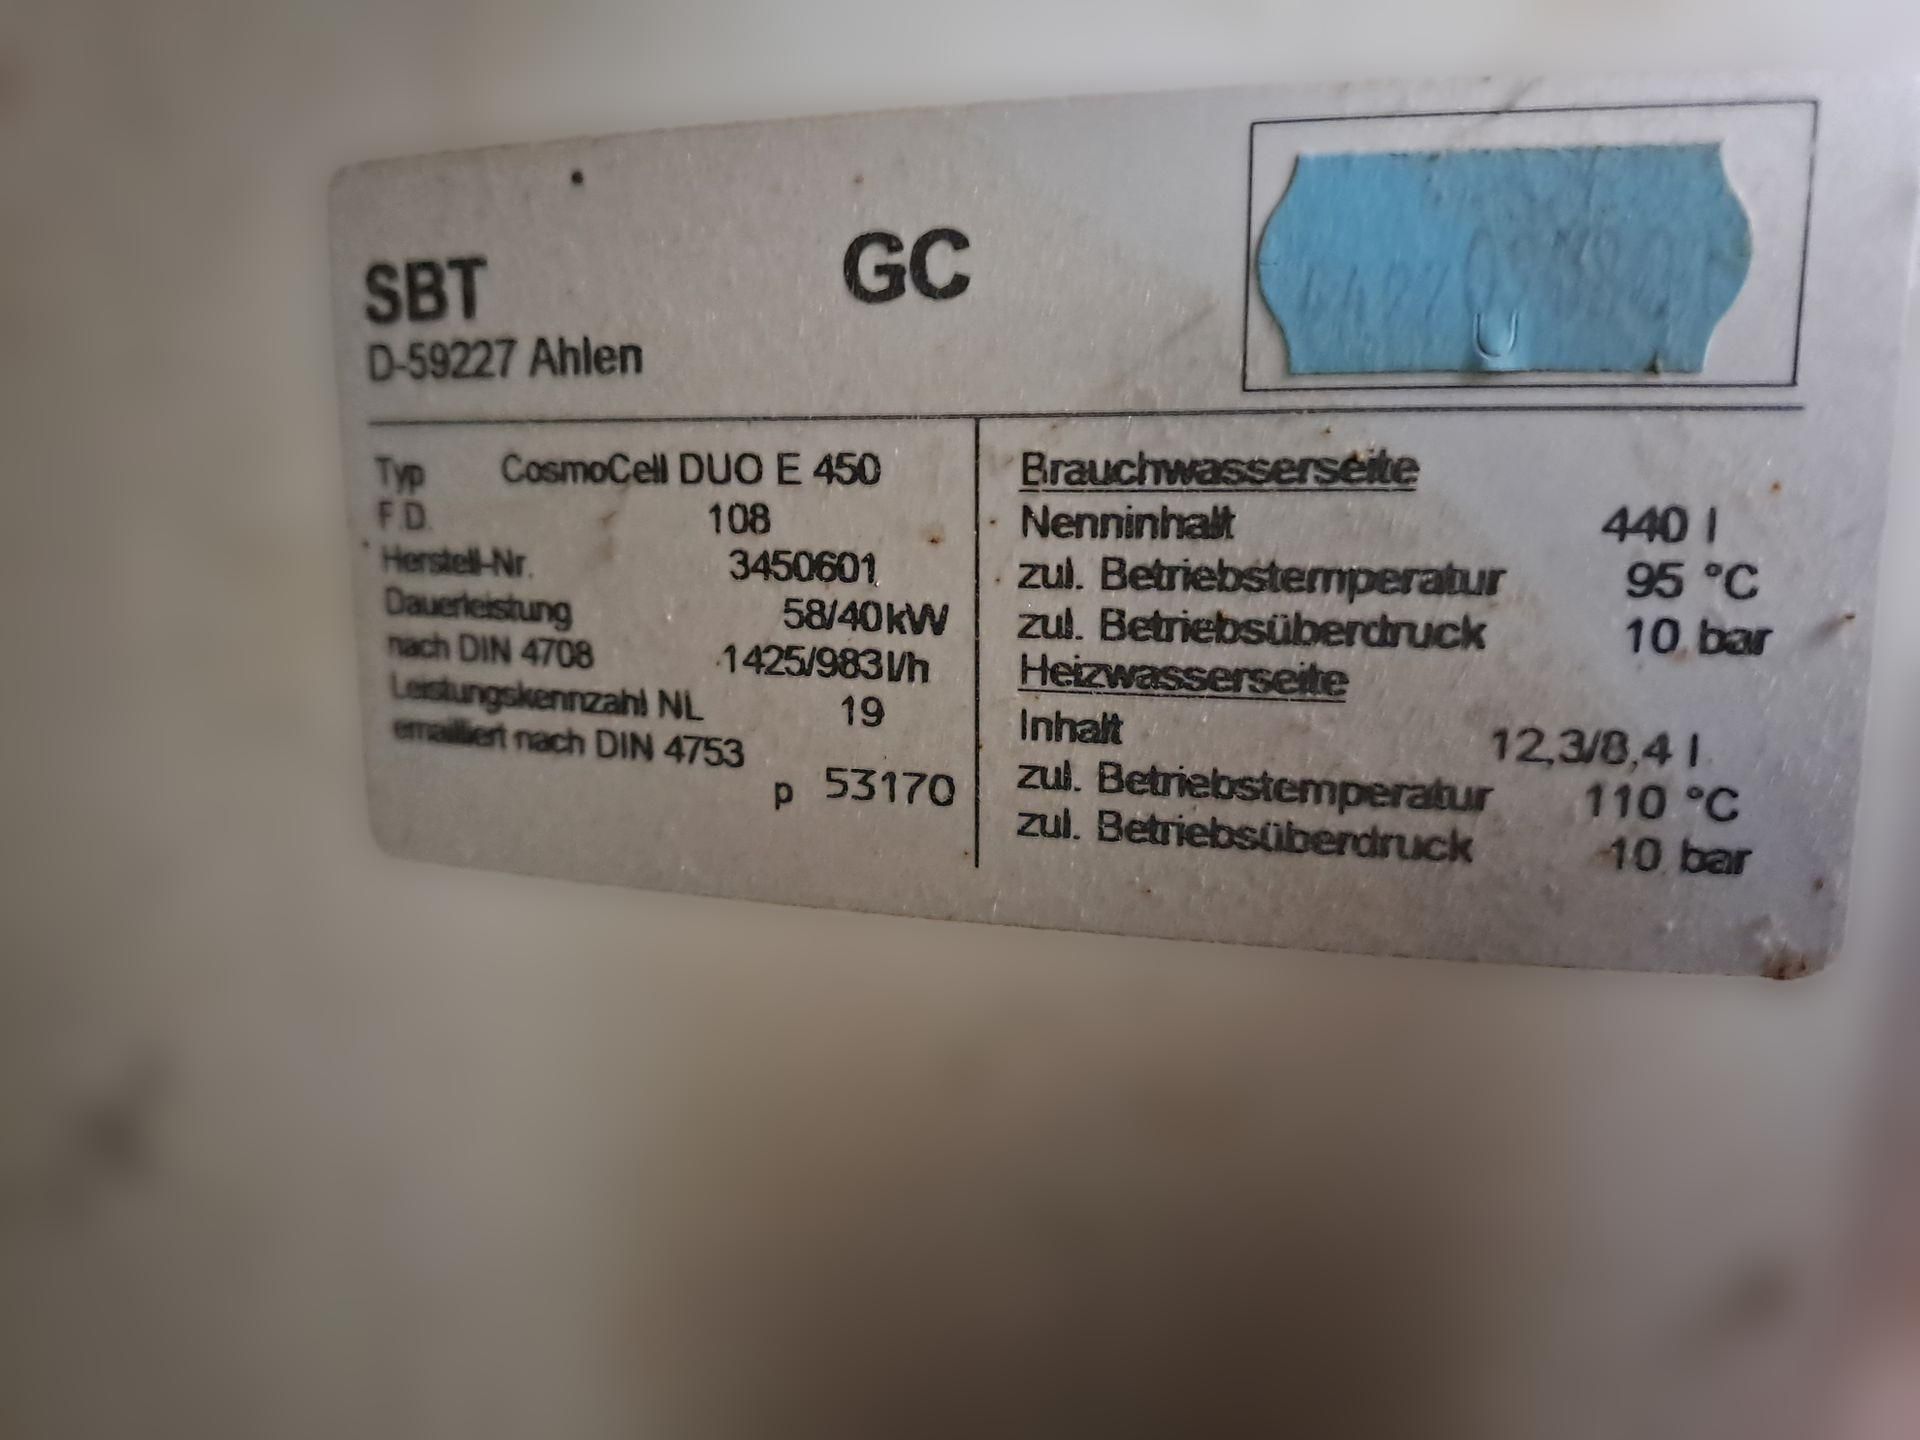 SBT
GC
D-59227 Ahlen
Typ CosmoCell DUO E 450
F.D. 108
Herstell-Nr. 3450601
Dauerleistung 58/40kW
nach DIN 4708 1425/983l/h
Leistungskennzahl NL 19
emailliert nach DIN 4753
p 53170
Brauchwasserseite
Nenninhalt 440 l
zul. Betriebstemperatur 95 °C
zul. Betriebsüberdruck 10 bar
Heizwasserseite
Inhalt 12,3/8,4 l
zul. Betriebstemperatur 110 °C
zul. Betriebsüberdruck 10 bar